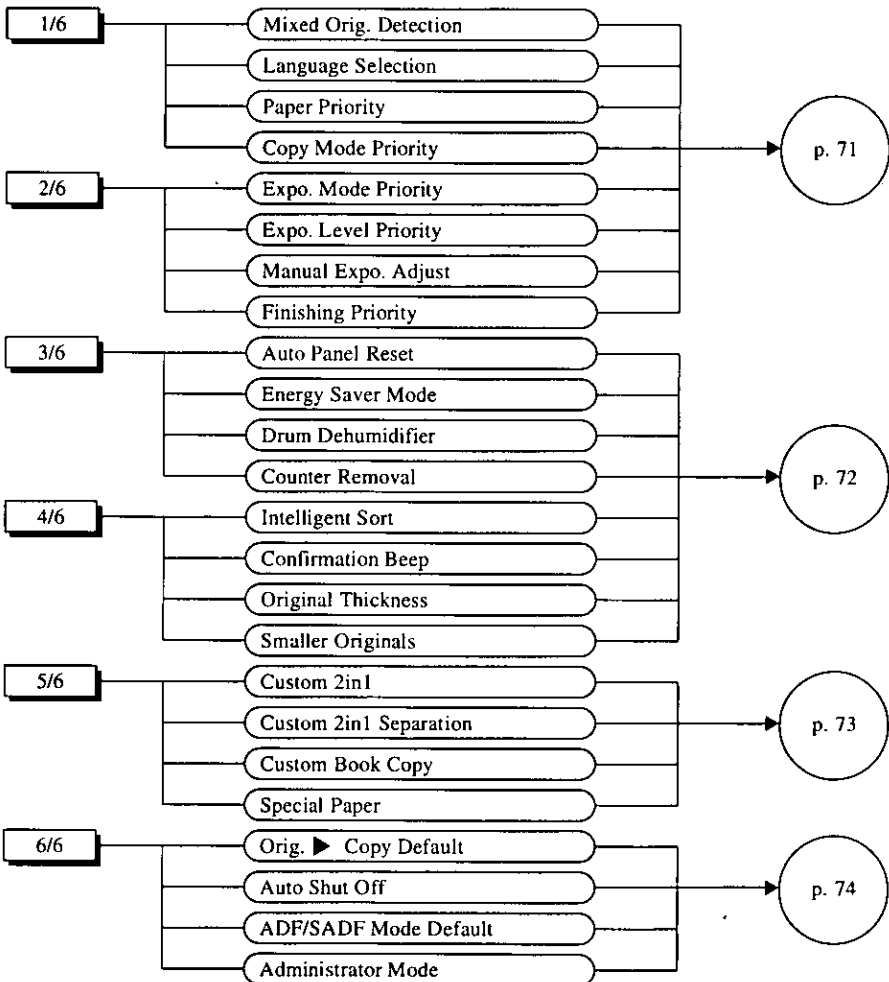 1/6
Mixed Orig. Detection
Language Selection
Paper Priority
Copy Mode Priority
p. 71
2/6
Expo. Mode Priority
Expo. Level Priority
Manual Expo. Adjust
Finishing Priority
3/6
Auto Panel Reset
Energy Saver Mode
Drum Dehumidifier
Counter Removal
p. 72
4/6
Intelligent Sort
Confirmation Beep
Original Thickness
Smaller Originals
5/6
Custom 2in1
Custom 2in1 Separation
p. 73
Custom Book Copy
Special Paper
6/6
Orig. ▶ Copy Default
Auto Shut Off
p. 74
ADF/SADF Mode Default
Administrator Mode